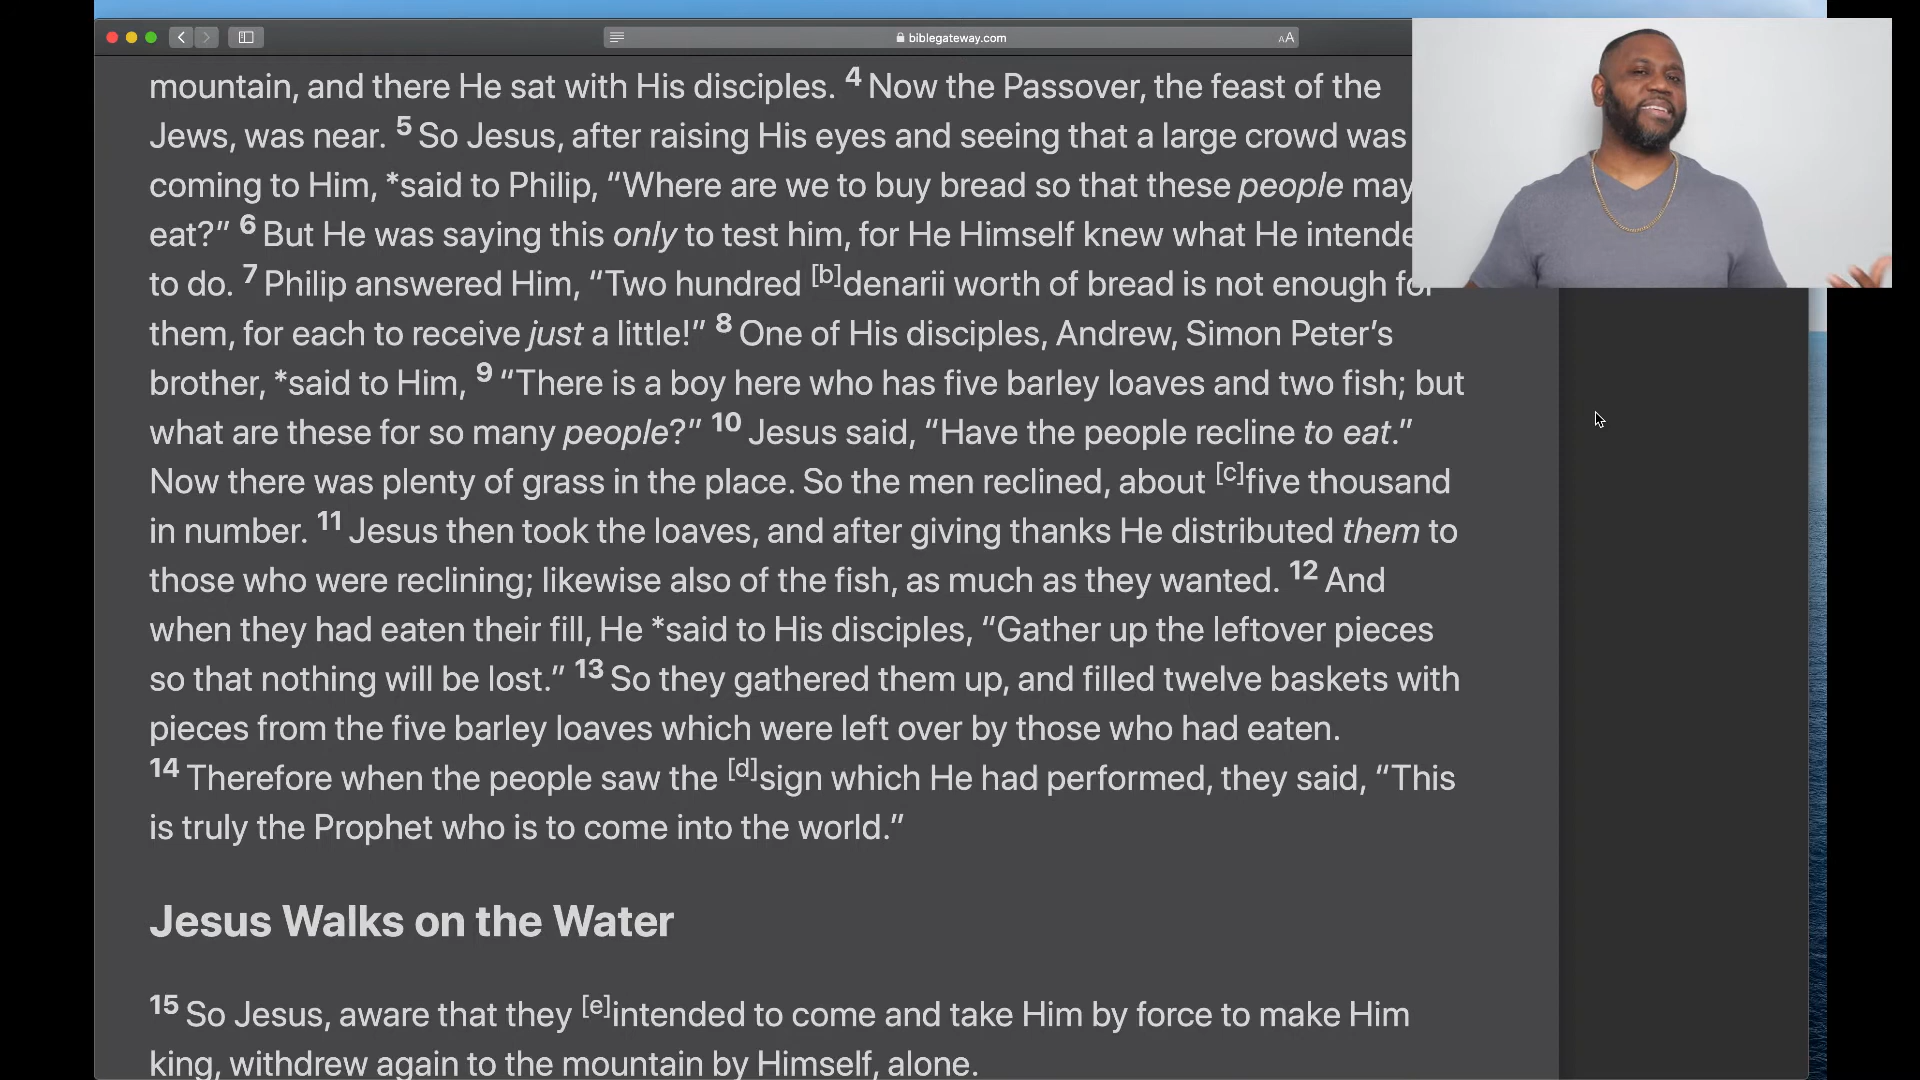 biblegateway.com
AA
mountain, and there He sat with His disciples. 4 Now the Passover, the feast of the
Jews, was near. 5 So Jesus, after raising His eyes and seeing that a large crowd was
coming to Him, *said to Philip, “Where are we to buy bread so that these people may
eat?” 6 But He was saying this only to test him, for He Himself knew what He intende
to do. 7 Philip answered Him, “Two hundred [b]denarii worth of bread is not enough for
them, for each to receive just a little!” 8 One of His disciples, Andrew, Simon Peter’s
brother, *said to Him, 9 “There is a boy here who has five barley loaves and two fish; but
what are these for so many people?” 10 Jesus said, “Have the people recline to eat.”
Now there was plenty of grass in the place. So the men reclined, about [c]five thousand
in number. 11 Jesus then took the loaves, and after giving thanks He distributed them to
those who were reclining; likewise also of the fish, as much as they wanted. 12 And
when they had eaten their fill, He *said to His disciples, “Gather up the leftover pieces
so that nothing will be lost.” 13 So they gathered them up, and filled twelve baskets with
pieces from the five barley loaves which were left over by those who had eaten.
14 Therefore when the people saw the [d]sign which He had performed, they said, “This
is truly the Prophet who is to come into the world.”
Jesus Walks on the Water
15 So Jesus, aware that they [e]intended to come and take Him by force to make Him
king, withdrew again to the mountain by Himself, alone.